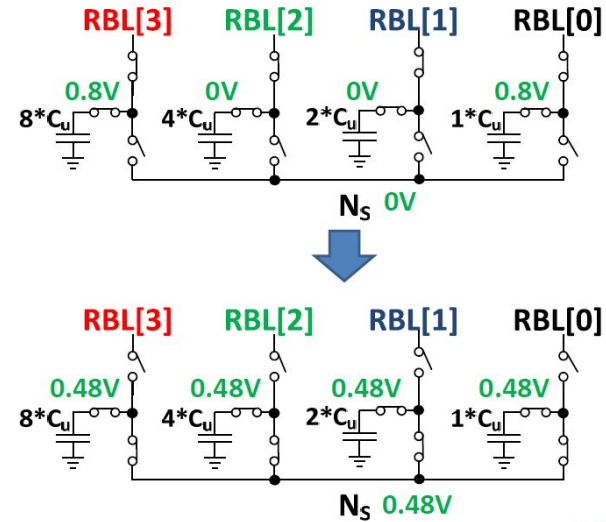 RBL[3] RBL[2] RBL[1] RBL[0]
0.8V 0V 0V 0.8V
8*Cu 4*Cu 2*Cu 1*Cu
NS 0V
RBL[3] RBL[2] RBL[1] RBL[0]
0.48V 0.48V 0.48V 0.48V
8*Cu 4*Cu 2*Cu 1*Cu
NS 0.48V